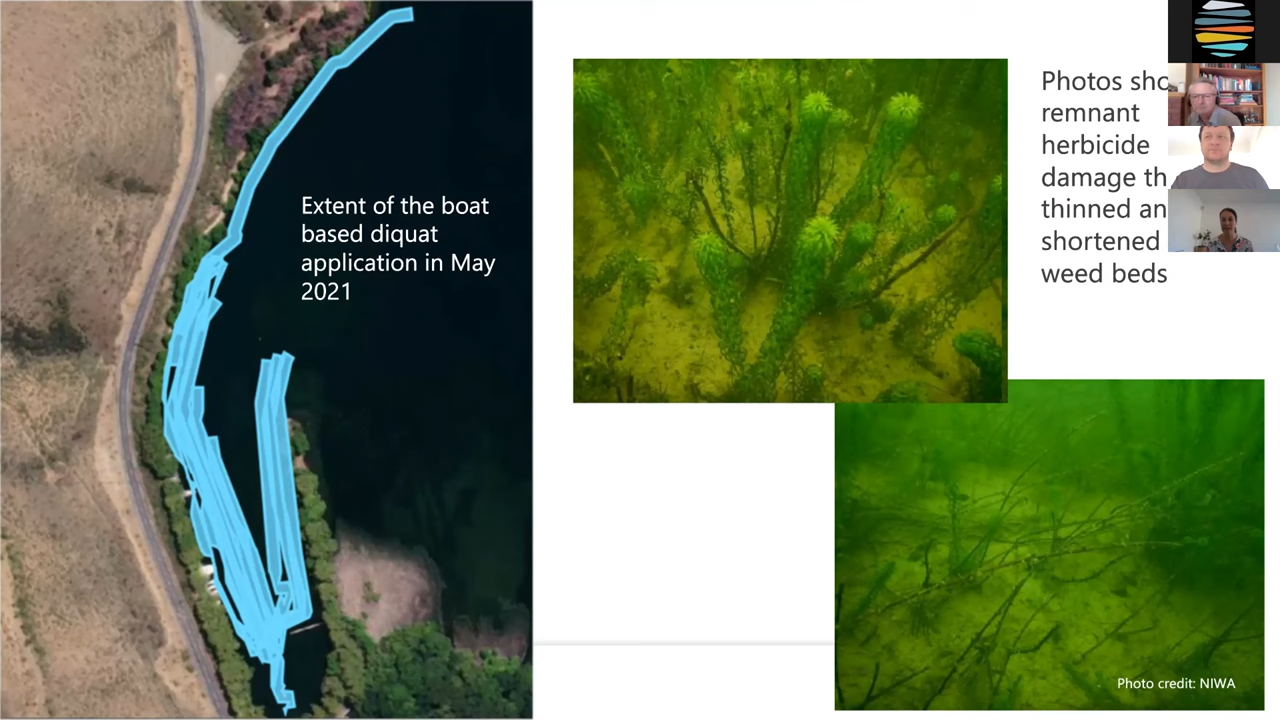 Extent of the boat
based diquat
application in May
2021
Photos sho
remnant
herbicide
damage th
thinned an
shortened
weed beds
Photo credit: NIWA